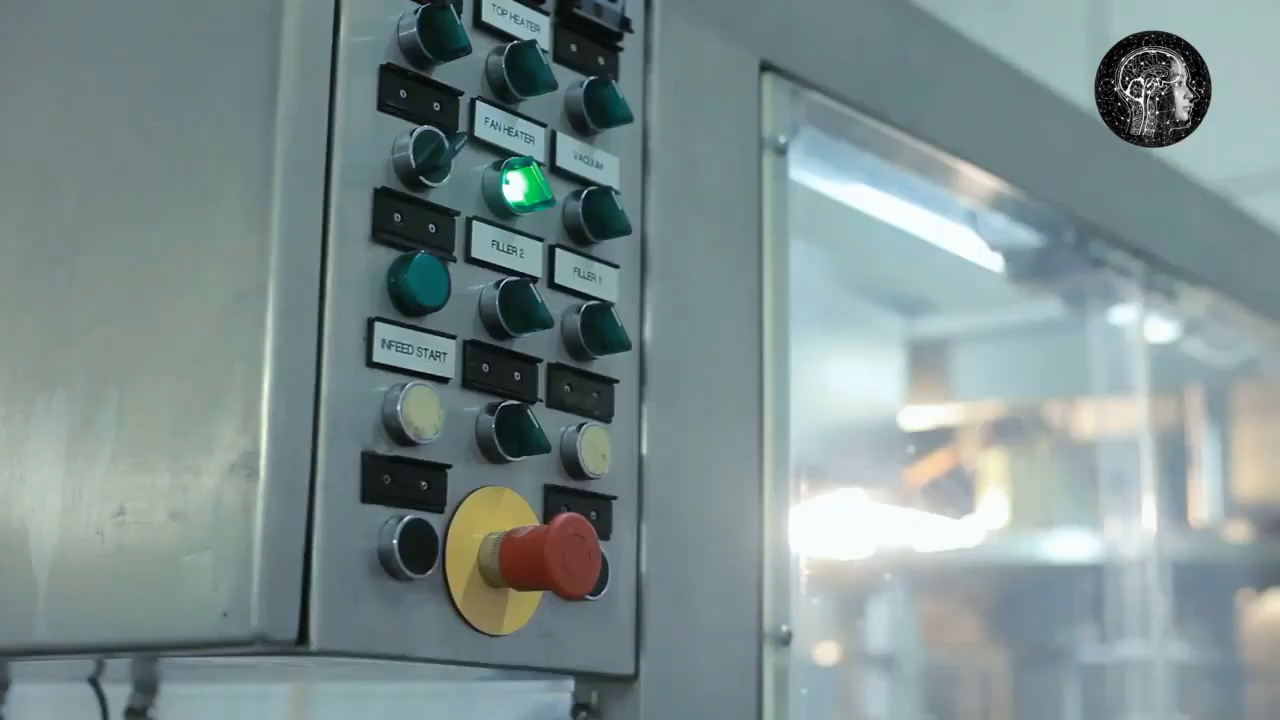 TOP HEATER
FAN HEATER
VACUUM
FILLER 2
FILLER 1
INFEED START